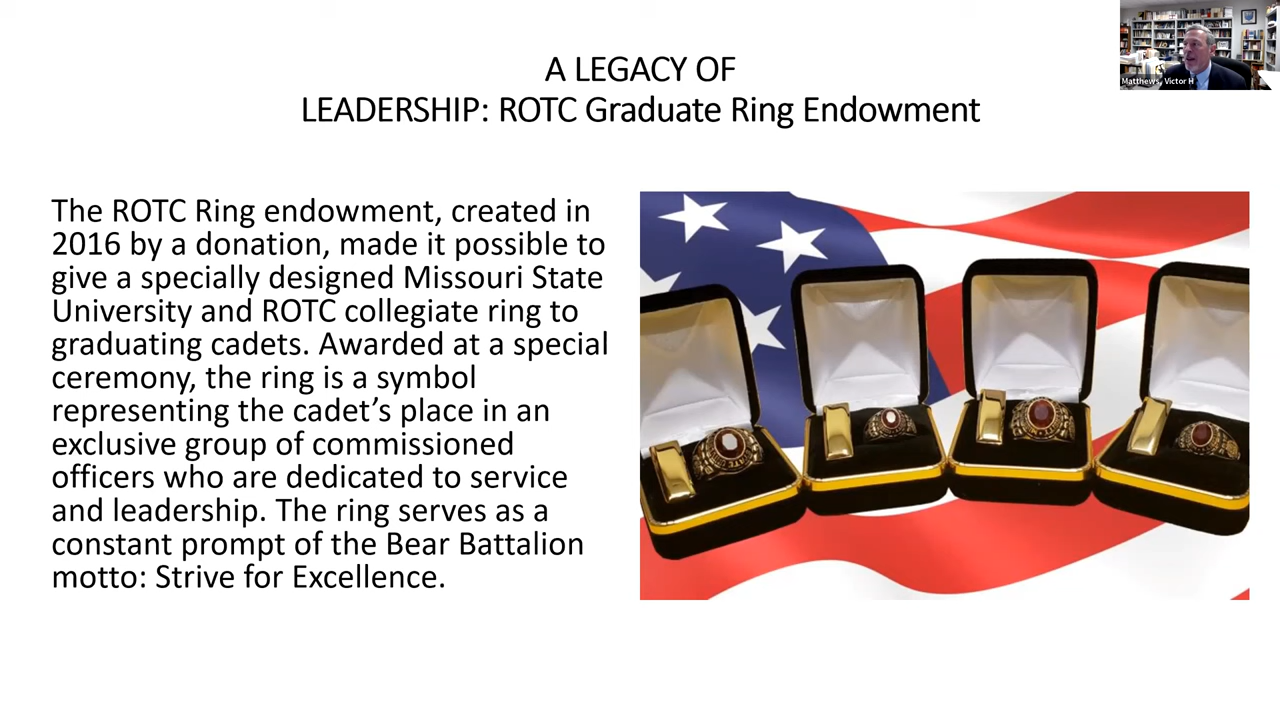 Matthews, Victor H
A LEGACY OF
LEADERSHIP: ROTC Graduate Ring Endowment
The ROTC Ring endowment, created in
2016 by a donation, made it possible to
give a specially designed Missouri State
University and ROTC collegiate ring to
graduating cadets. Awarded at a special
ceremony, the ring is a symbol
representing the cadet’s place in an
exclusive group of commissioned
officers who are dedicated to service
and leadership. The ring serves as a
constant prompt of the Bear Battalion
motto: Strive for Excellence.